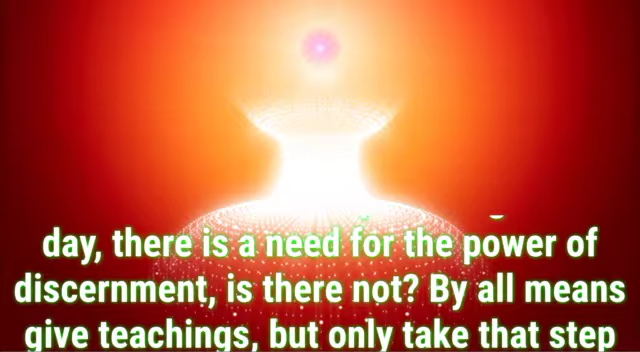 day, there is a need for the power of
discernment, is there not? By all means
give teachings, but only take that step